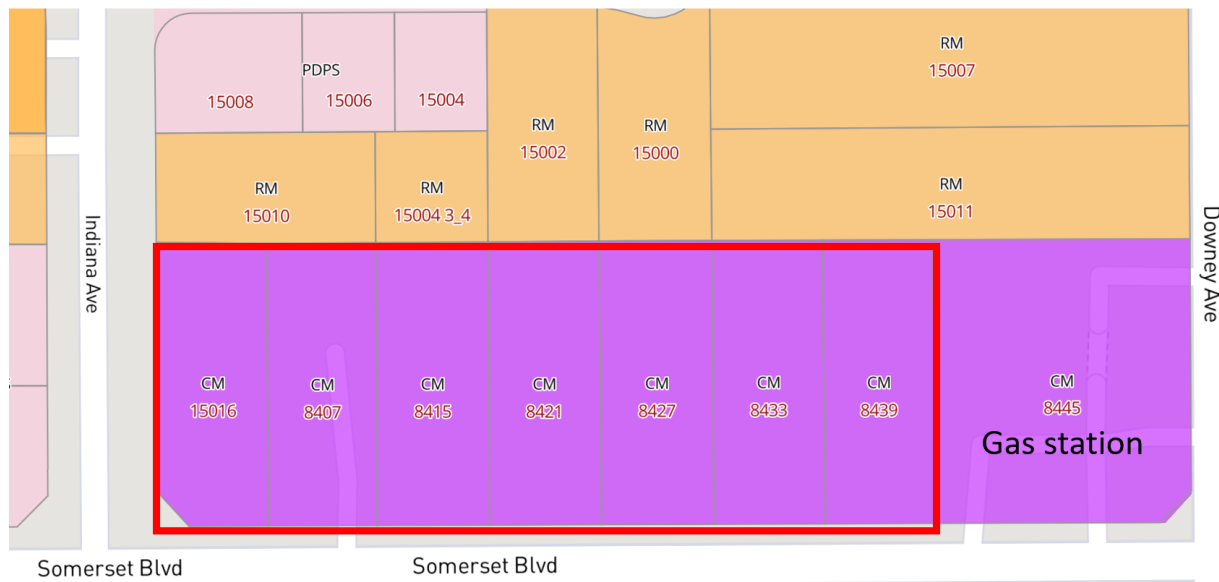 RM
15007
PDPS
15008
15006
15004
RM
15002
RM
15000
RM
15010
RM
15004 3_4
RM
15011
Indiana Ave
Downey Ave
CM
15016
CM
8407
CM
8415
CM
8421
CM
8427
CM
8433
CM
8439
CM
8445
Gas station
Somerset Blvd
Somerset Blvd